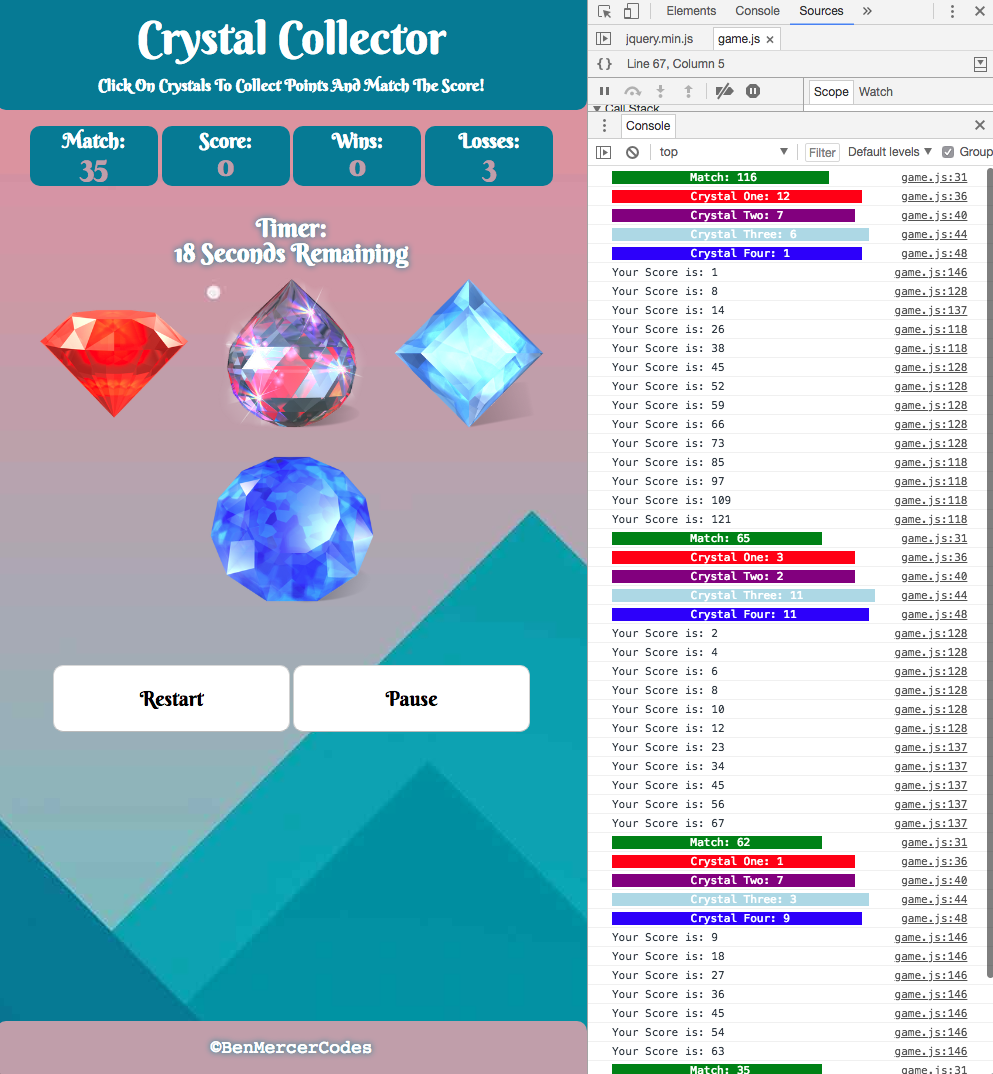 Crystal Collector
Click On Crystals To Collect Points And Match The Score!
Match:
35
Score:
0
Wins:
0
Losses:
3
Timer:
18 Seconds Remaining
Restart
Pause
©BenMercerCodes
Elements Console Sources »
jquery.min.js game.js ×
{} Line 67, Column 5
Scope Watch
Call Stack
Console
top Filter Default levels Group
Match: 116 game.js:31
Crystal One: 12 game.js:36
Crystal Two: 7 game.js:40
Crystal Three: 6 game.js:44
Crystal Four: 1 game.js:48
Your Score is: 1 game.js:146
Your Score is: 8 game.js:128
Your Score is: 14 game.js:137
Your Score is: 26 game.js:118
Your Score is: 38 game.js:118
Your Score is: 45 game.js:128
Your Score is: 52 game.js:128
Your Score is: 59 game.js:128
Your Score is: 66 game.js:128
Your Score is: 73 game.js:128
Your Score is: 85 game.js:118
Your Score is: 97 game.js:118
Your Score is: 109 game.js:118
Your Score is: 121 game.js:118
Match: 65 game.js:31
Crystal One: 3 game.js:36
Crystal Two: 2 game.js:40
Crystal Three: 11 game.js:44
Crystal Four: 11 game.js:48
Your Score is: 2 game.js:128
Your Score is: 4 game.js:128
Your Score is: 6 game.js:128
Your Score is: 8 game.js:128
Your Score is: 10 game.js:128
Your Score is: 12 game.js:128
Your Score is: 23 game.js:137
Your Score is: 34 game.js:137
Your Score is: 45 game.js:137
Your Score is: 56 game.js:137
Your Score is: 67 game.js:137
Match: 62 game.js:31
Crystal One: 1 game.js:36
Crystal Two: 7 game.js:40
Crystal Three: 3 game.js:44
Crystal Four: 9 game.js:48
Your Score is: 9 game.js:146
Your Score is: 18 game.js:146
Your Score is: 27 game.js:146
Your Score is: 36 game.js:146
Your Score is: 45 game.js:146
Your Score is: 54 game.js:146
Your Score is: 63 game.js:146
Match: 35 game.js:31